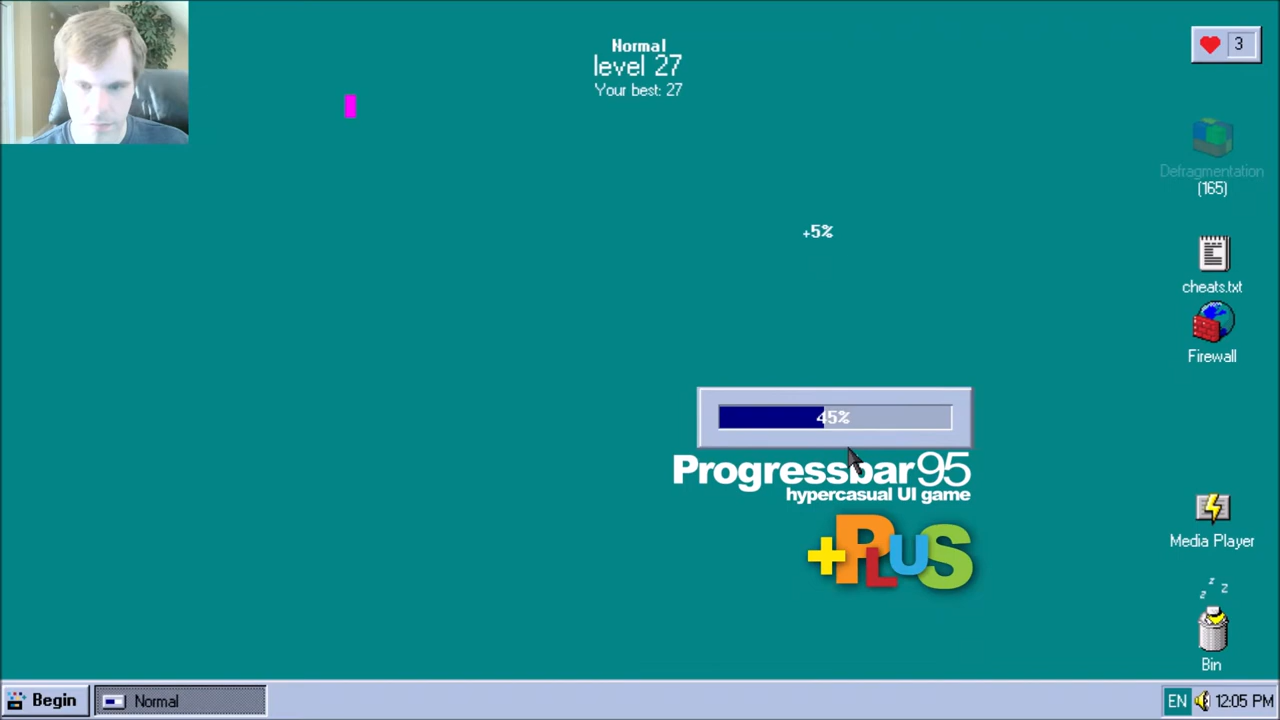 Normal
level 27
Your best: 27
3
Defragmentation
(165)
+5%
cheats.txt
Firewall
45%
Progressbar95
hypercasual UI game
+PLUS
Media Player
z z z
Bin
Begin
Normal
EN
12:05 PM